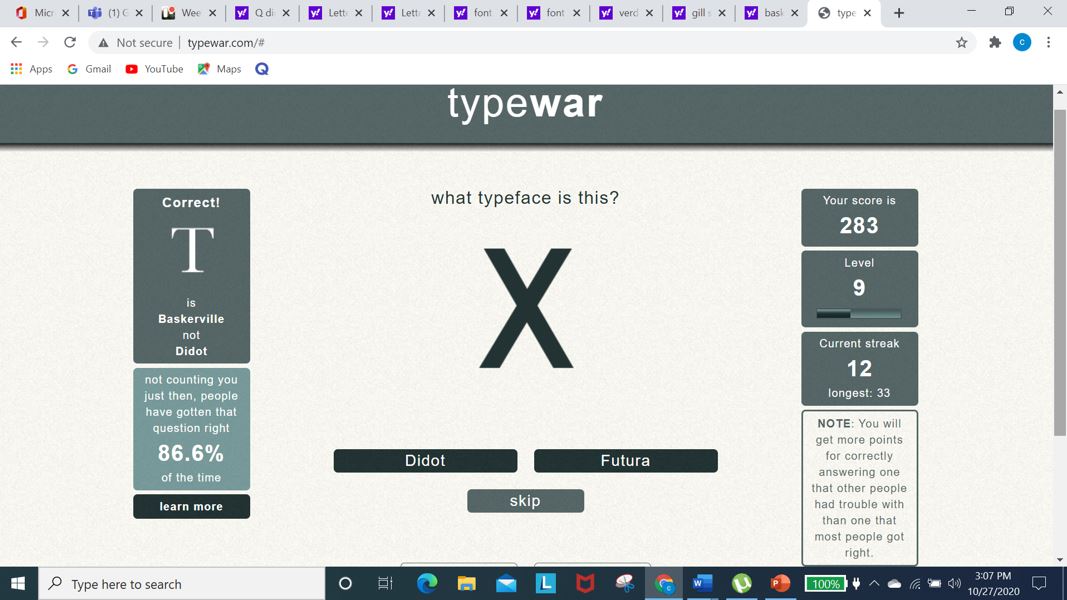 Micr
(1) G
Wee
Q di
Lett
Lett
font
font
verd
gill s
bask
type
Not secure
typewar.com/#
Apps
Gmail
YouTube
Maps
typewar
Correct!
T
is
Baskerville
not
Didot
not counting you
just then, people
have gotten that
question right
86.6%
of the time
learn more
what typeface is this?
X
Didot
Futura
skip
Your score is
283
Level
9
Current streak
12
longest: 33
NOTE: You will
get more points
for correctly
answering one
that other people
had trouble with
than one that
most people got
right.
Type here to search
100%
3:07 PM
10/27/2020